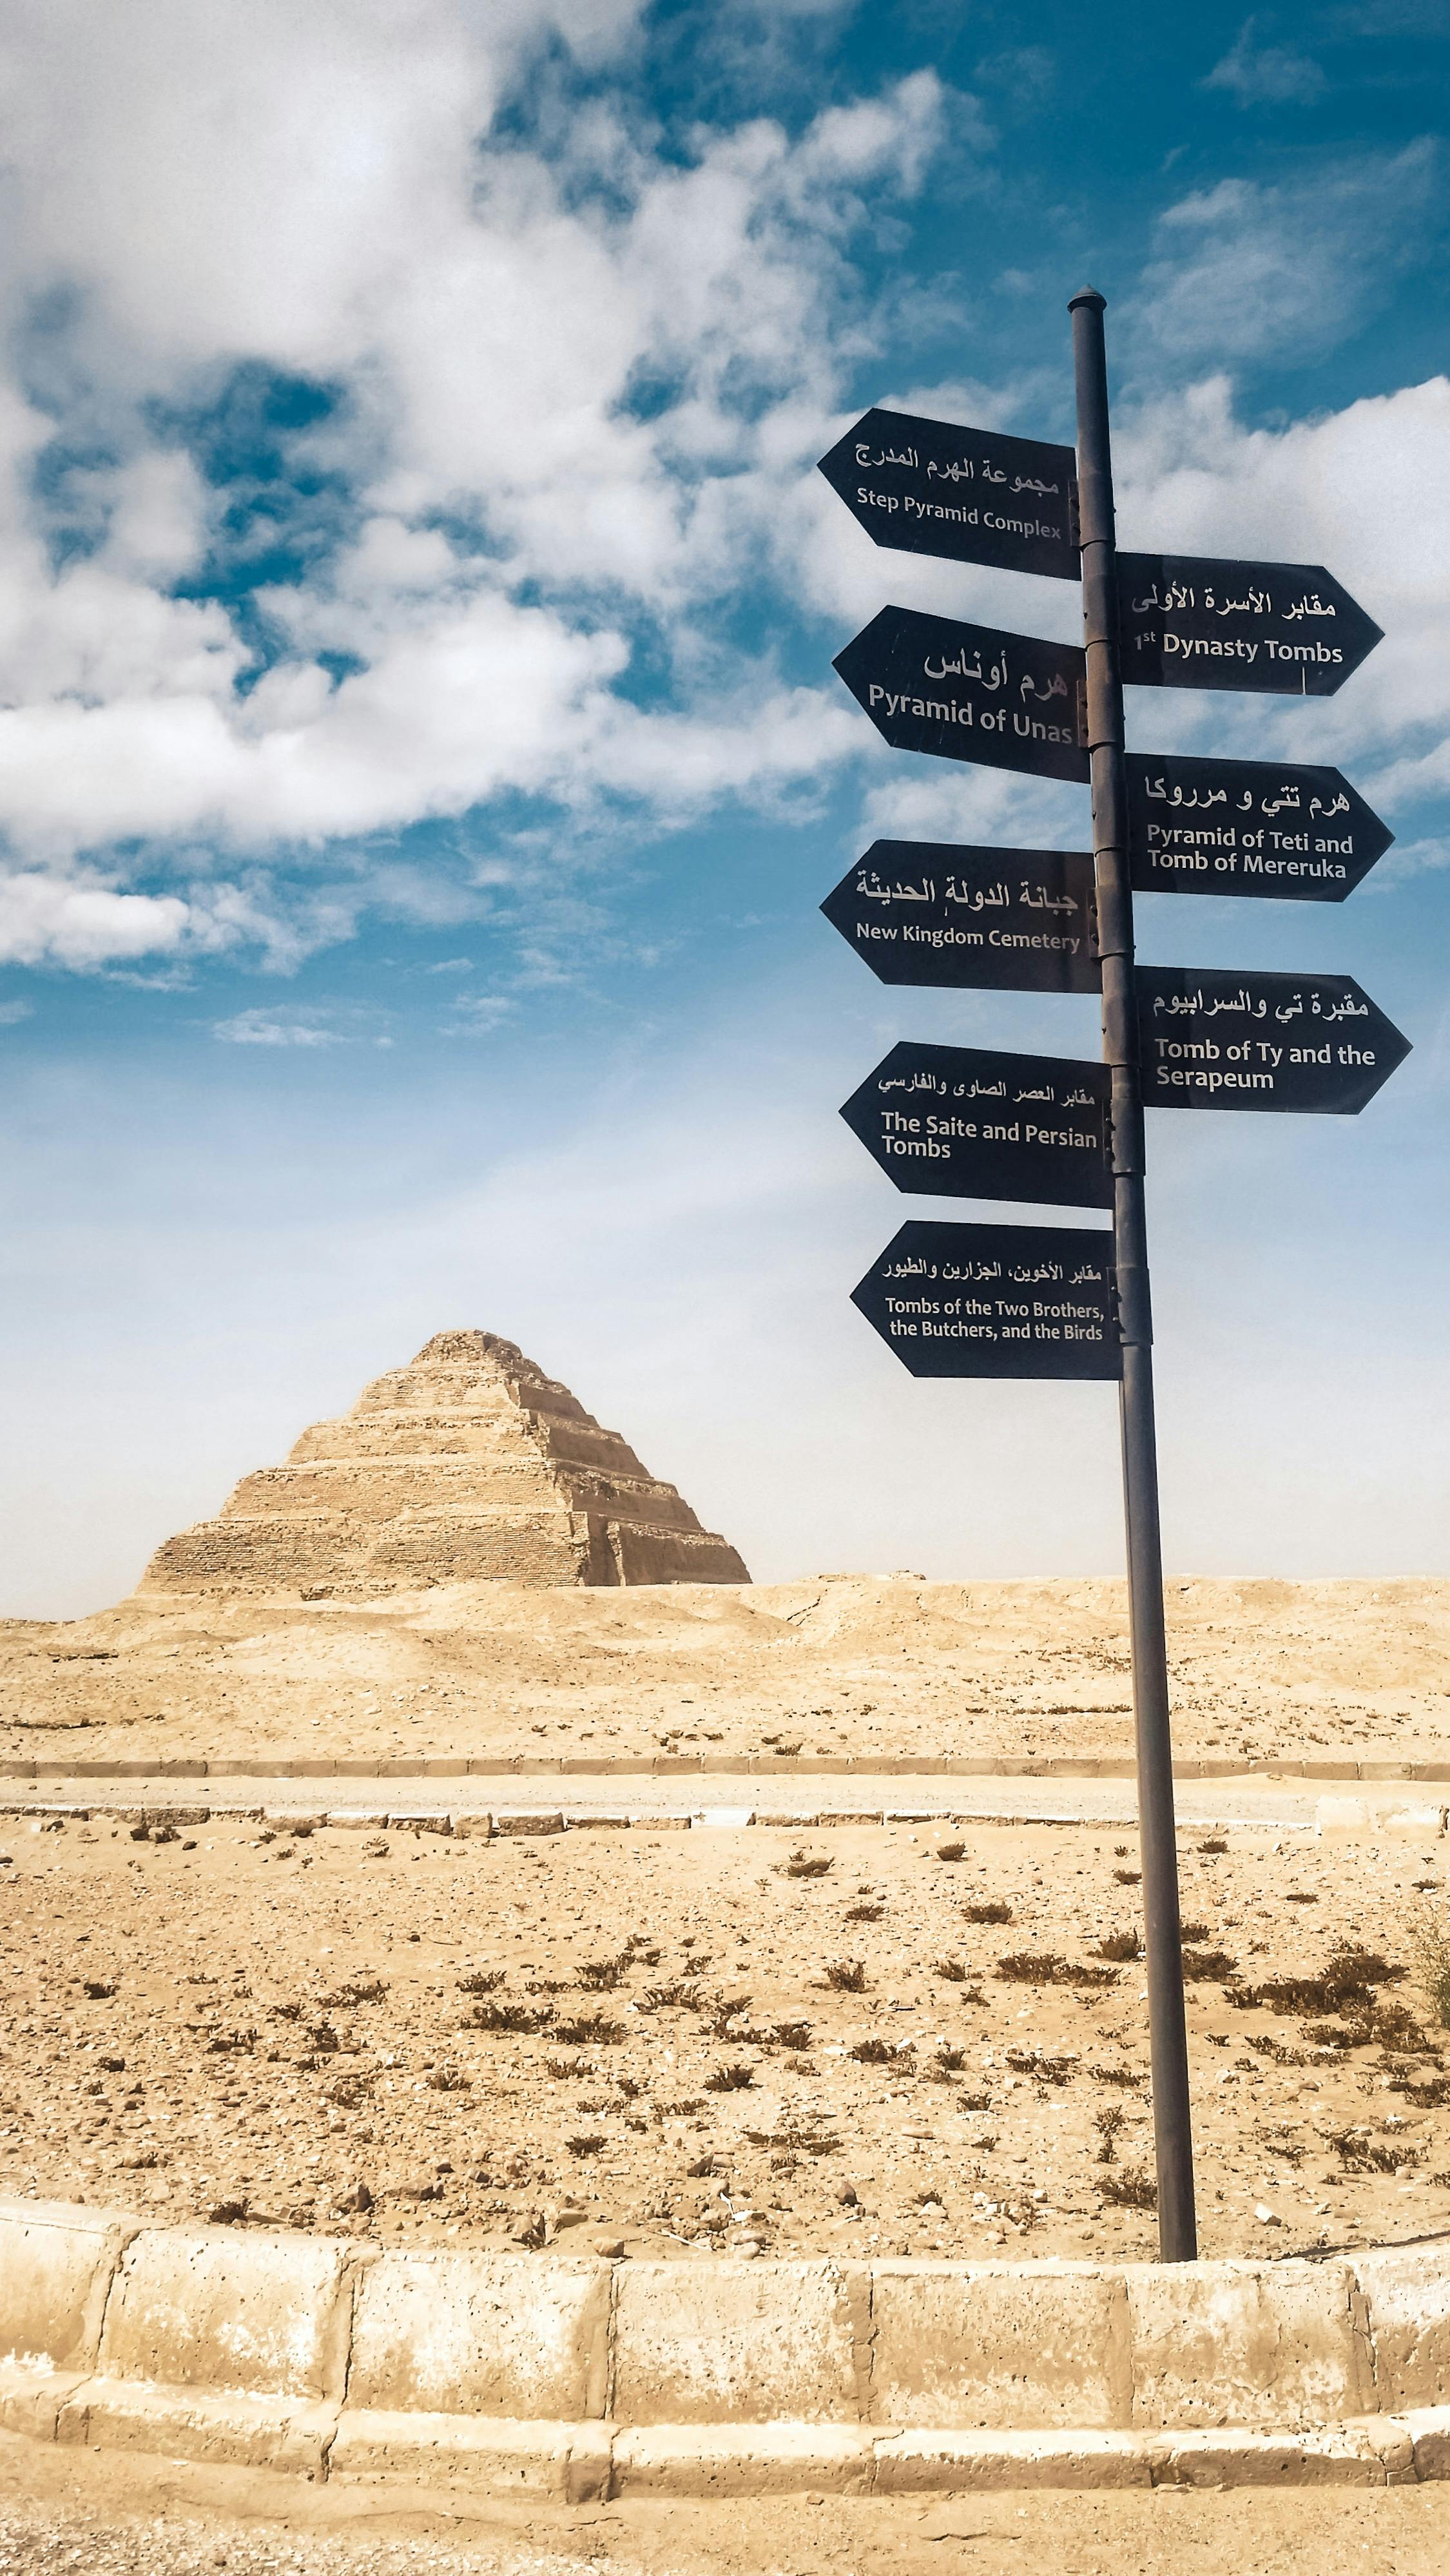 مجموعة الهرم المدرج
Step Pyramid Complex
مقابر الأسرة الأولى
1st Dynasty Tombs
هرم أوناس
Pyramid of Unas
هرم تتي و مرروكا
Pyramid of Teti and
Tomb of Mereruka
جبانة الدولة الحديثة
New Kingdom Cemetery
مقبرة تي والسرابيوم
Tomb of Ty and the
Serapeum
مقابر العصر الصاوى والفارسي
The Saite and Persian
Tombs
مقابر الأخوين، الجزارين والطيور
Tombs of the Two Brothers,
the Butchers, and the Birds